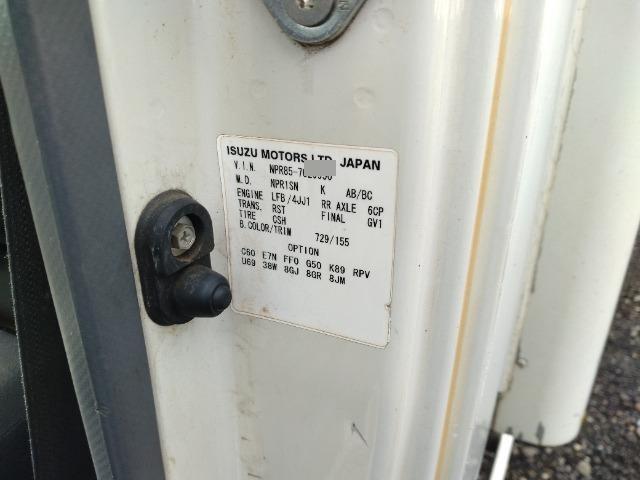 ISUZU MOTORS LTD. JAPAN
V.I.N. NPR85-
M.D. NPR1SN K AB/BC
ENGINE LFB /4JJ1 RR AXLE 6CP
TRANS. RST FINAL GV1
TIRE CSH
B.COLOR/TRIM 729/155
OPTION
C60 E7N FF0 G50 K89 RPV
U69 38W 8GJ 8GR 8JM